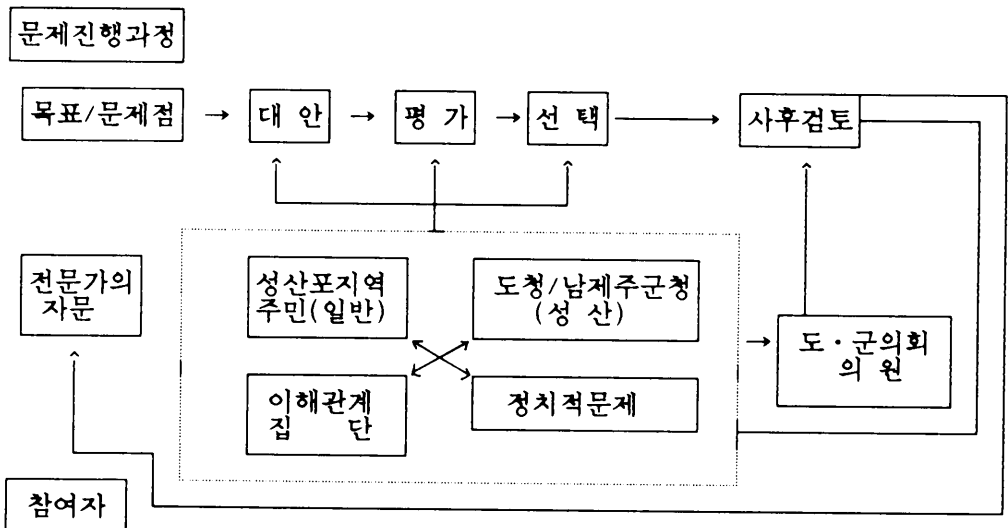 문제진행과정
목표/문제점 → 대 안 → 평 가 → 선 택 → 사후검토
전문가의
자문
성산포지역
주민(일반)
도청/남제주군청
(성 산)
이해관계
집 단
정치적문제
도·군의회
의 원
참여자